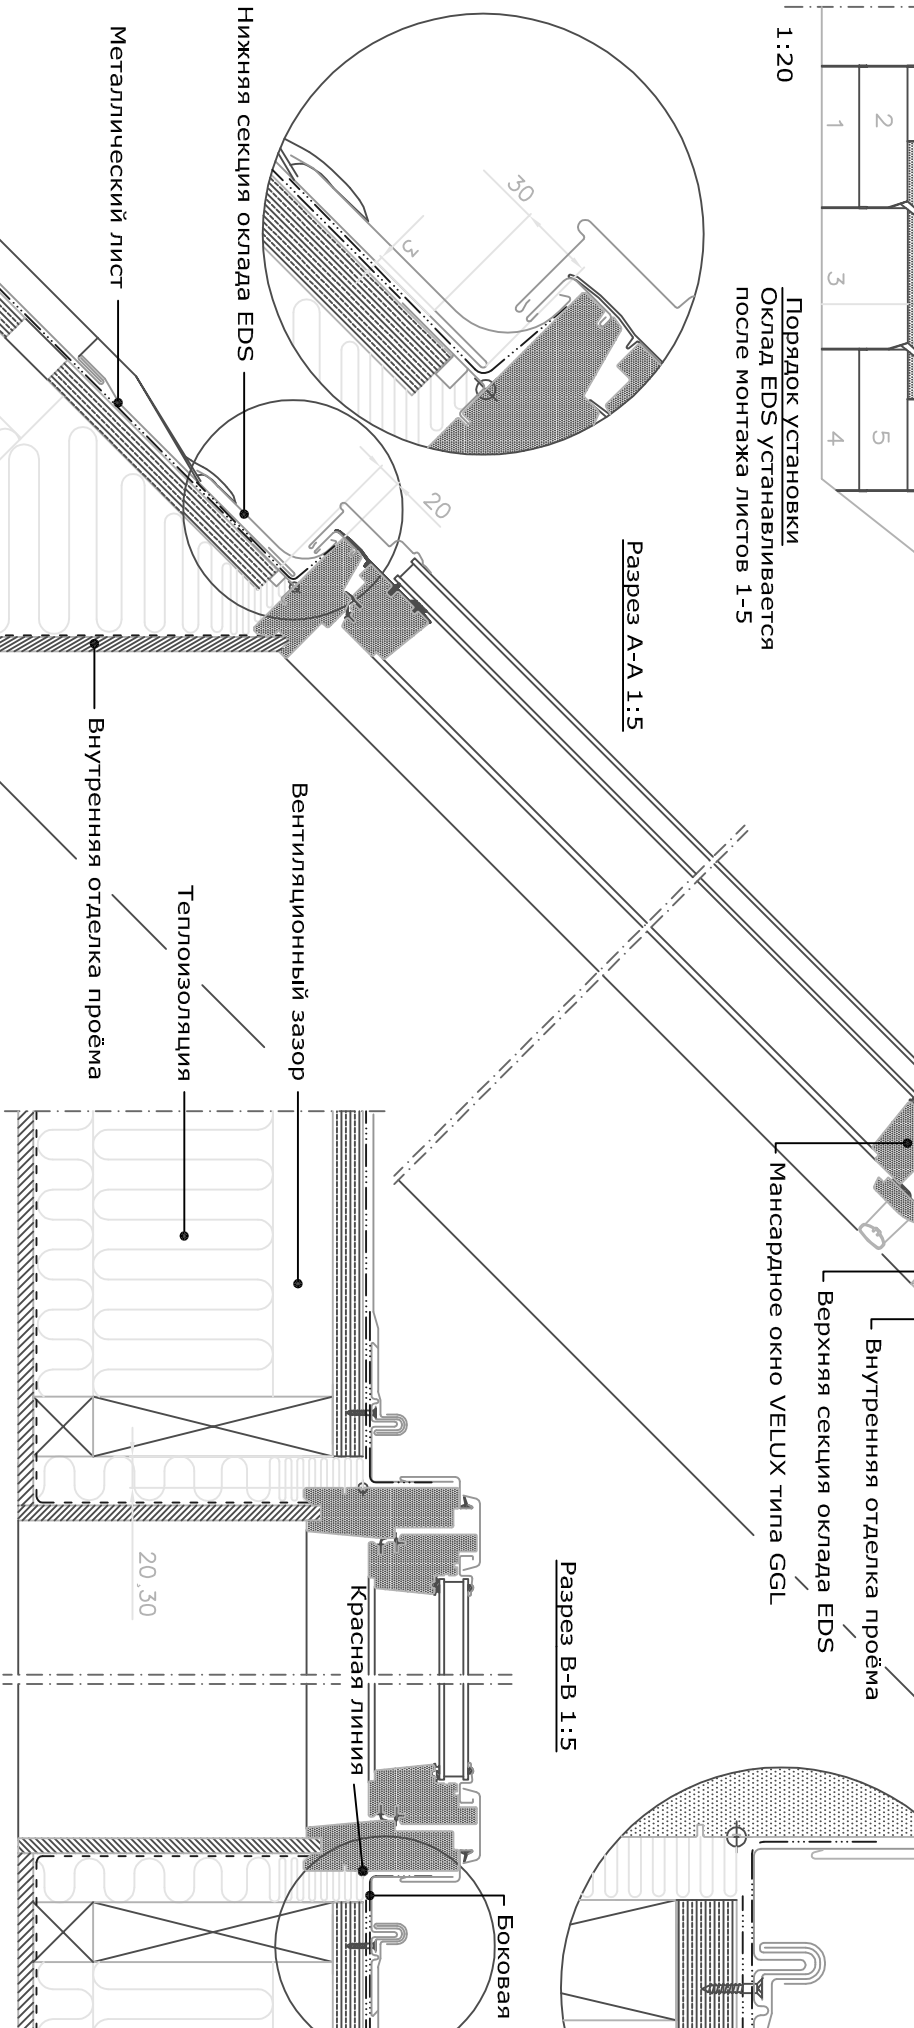 1:20
1
2
3
4
5
Порядок установки
Оклад EDS устанавливается
после монтажа листов 1-5
Разрез А-А 1:5
Нижняя секция оклада EDS
Металлический лист
30
3
20
Внутренняя отделка проёма
Теплоизоляция
Вентиляционный зазор
Внутренняя отделка проёма
Верхняя секция оклада EDS
Мансардное окно VELUX типа GGL
Разрез В-В 1:5
Красная линия
Боковая
20,30